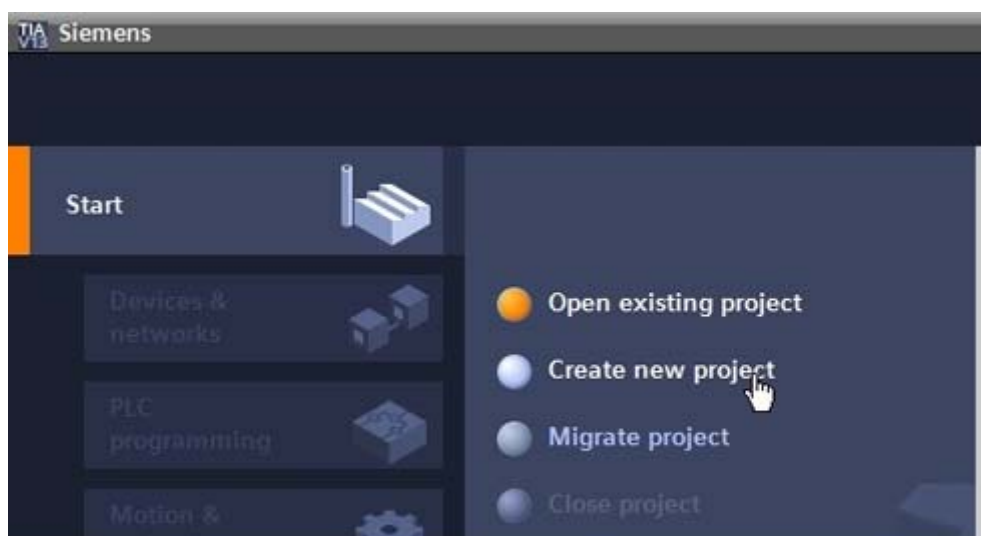 TIA
V13
Siemens
Start
Devices &
networks
PLC
programming
Motion &
Open existing project
Create new project
Migrate project
Close project